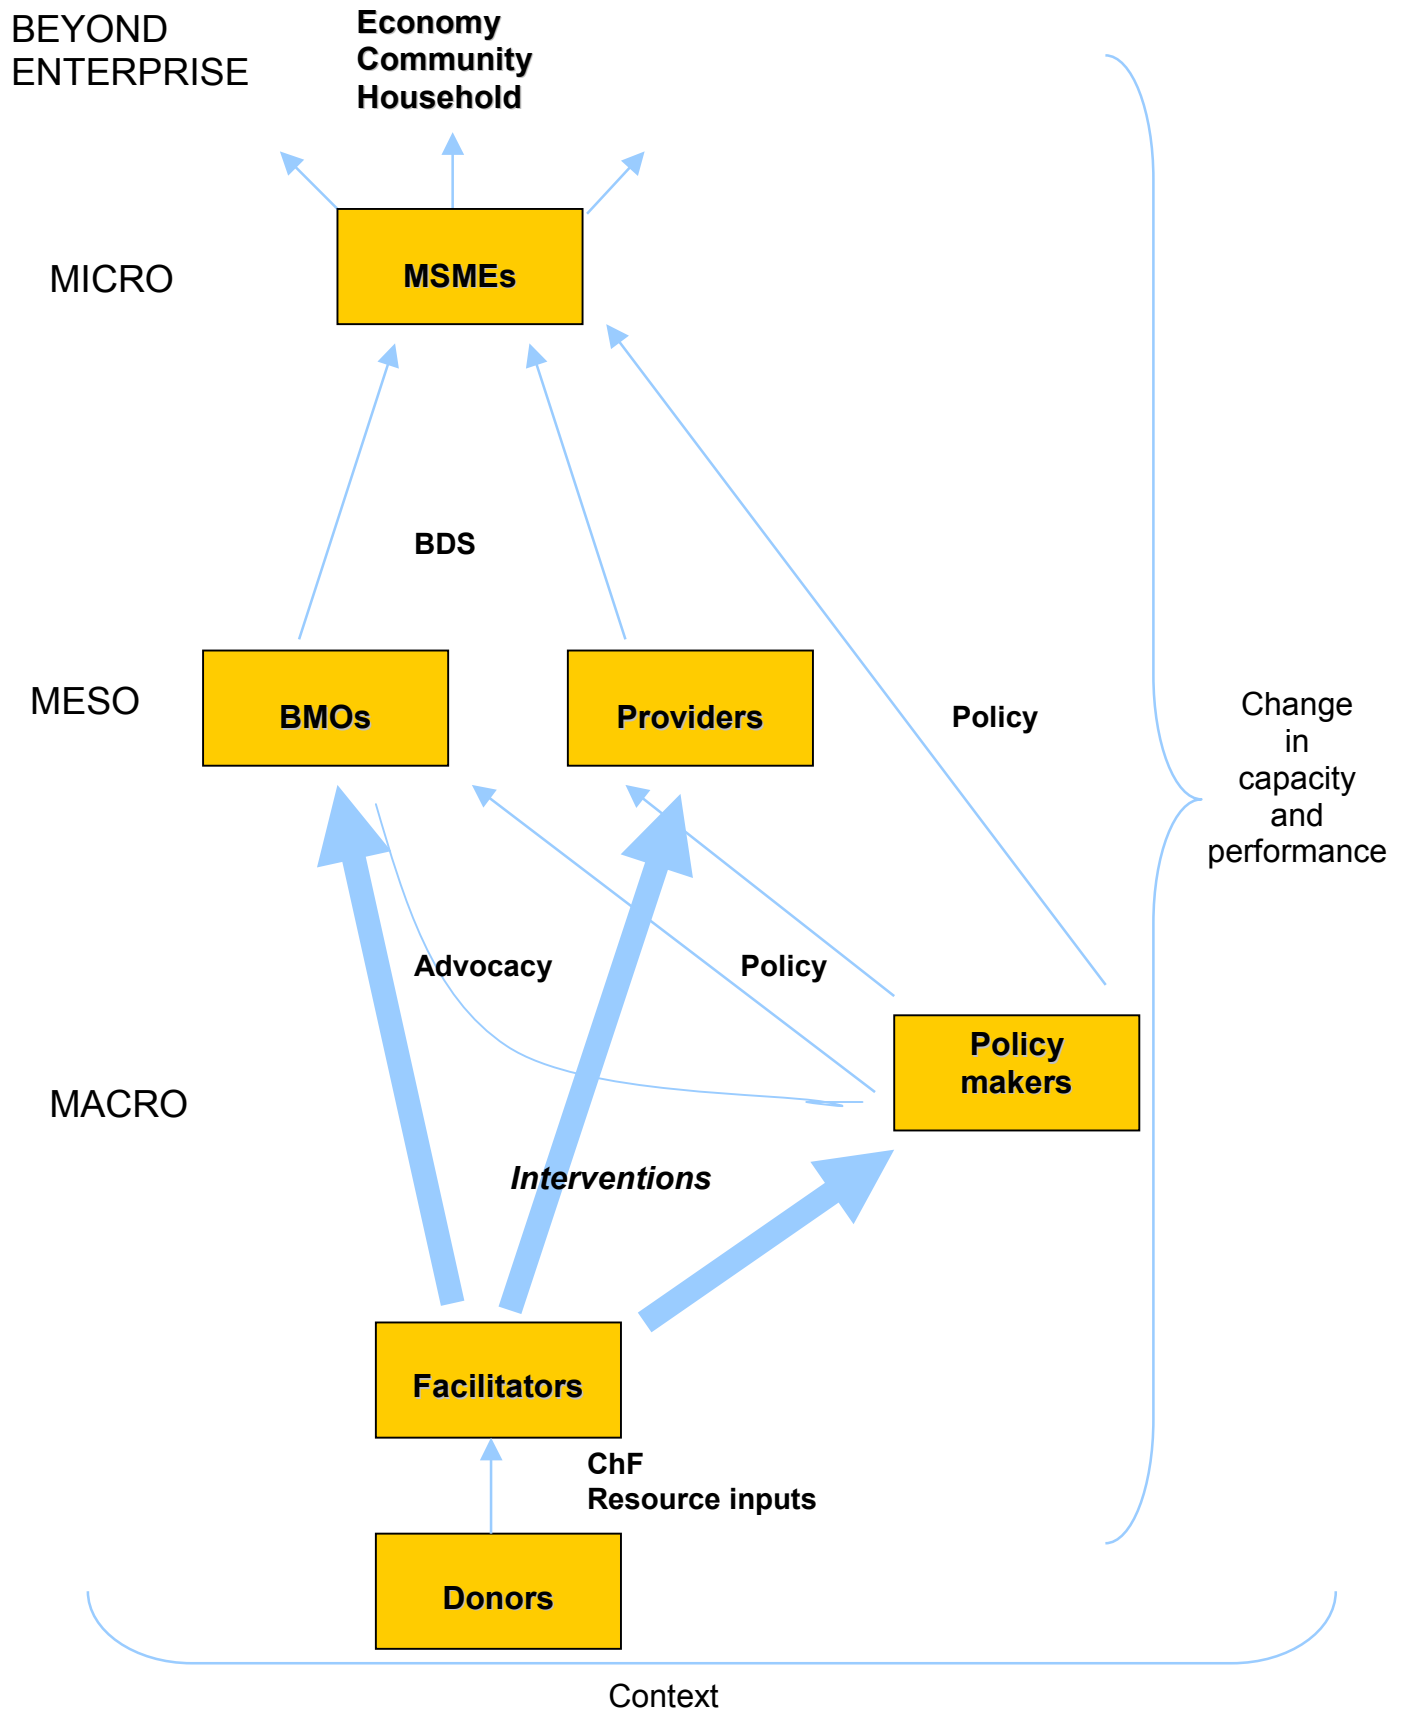 BEYOND
ENTERPRISE
Economy
Community
Household
MICRO
MSMEs
BDS
MESO
BMOs
Providers
Policy
Change
in
capacity
and
performance
Advocacy
Policy
Policy
makers
MACRO
Interventions
Facilitators
ChF
Resource inputs
Donors
Context